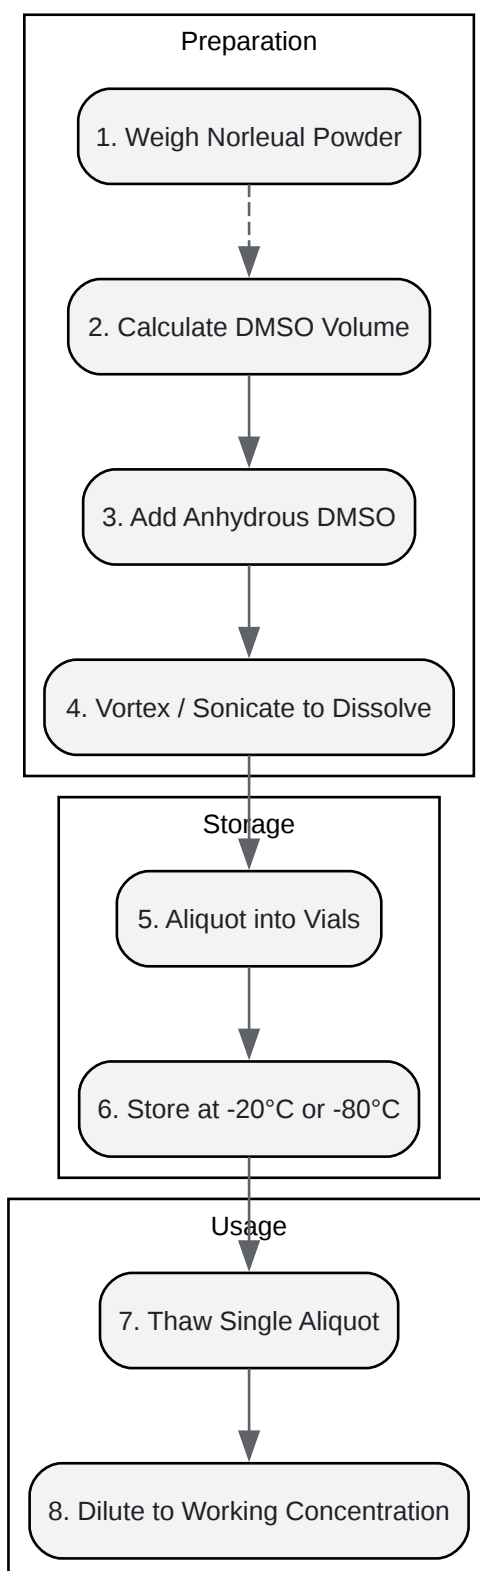 Preparation
1. Weigh Norleual Powder
2. Calculate DMSO Volume
3. Add Anhydrous DMSO
4. Vortex / Sonicate to Dissolve
Storage
5. Aliquot into Vials
6. Store at -20°C or -80°C
Usage
7. Thaw Single Aliquot
8. Dilute to Working Concentration